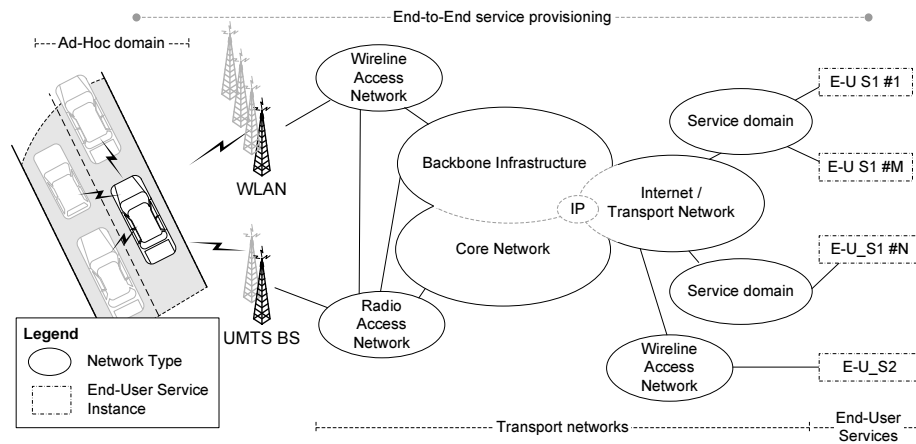 End-to-End service provisioning
Ad-Hoc domain
Wireline
Access
Network
E-U S1 #1
Service domain
Backbone Infrastructure
E-U S1 #M
WLAN
IP
Internet /
Transport Network
Core Network
E-U_S1 #N
Service domain
Radio
Access
Network
UMTS BS
Legend
Network Type
End-User Service
Instance
Wireline
Access
Network
E-U_S2
Transport networks
End-User
Services